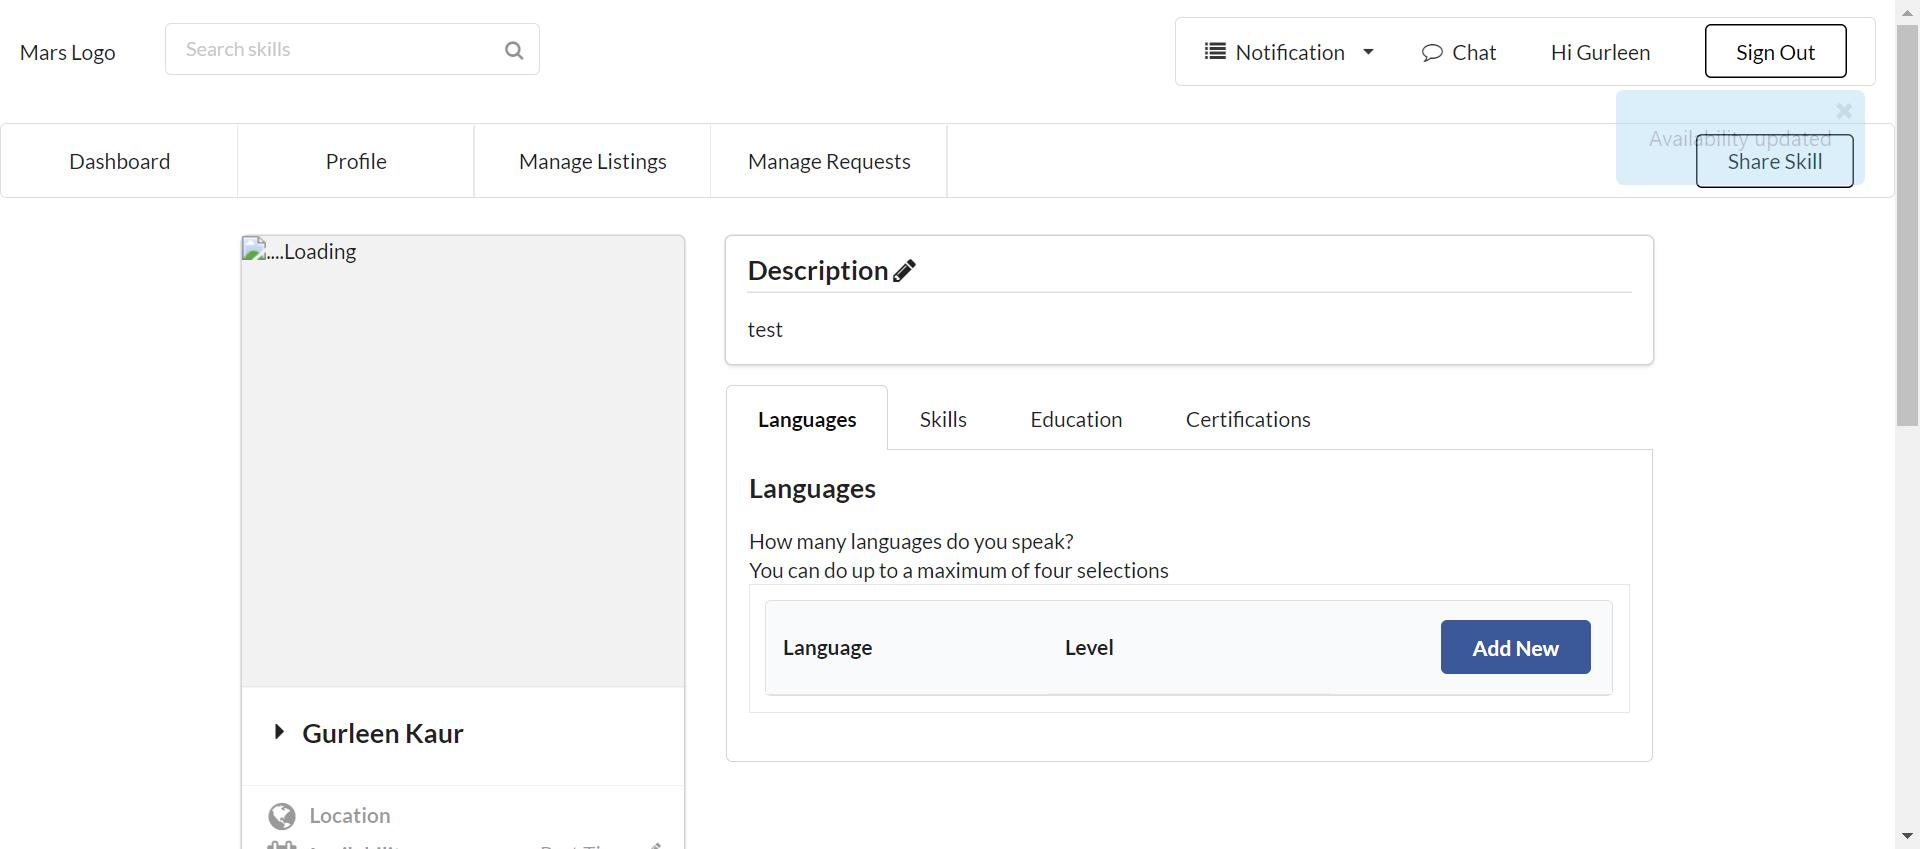 Mars Logo
Search skills
Notification
Chat
Hi Gurleen
Sign Out
Availability updated
Dashboard
Profile
Manage Listings
Manage Requests
Share Skill
....Loading
Description
test
Languages
Skills
Education
Certifications
Languages
How many languages do you speak?
You can do up to a maximum of four selections
Language
Level
Add New
Gurleen Kaur
Location